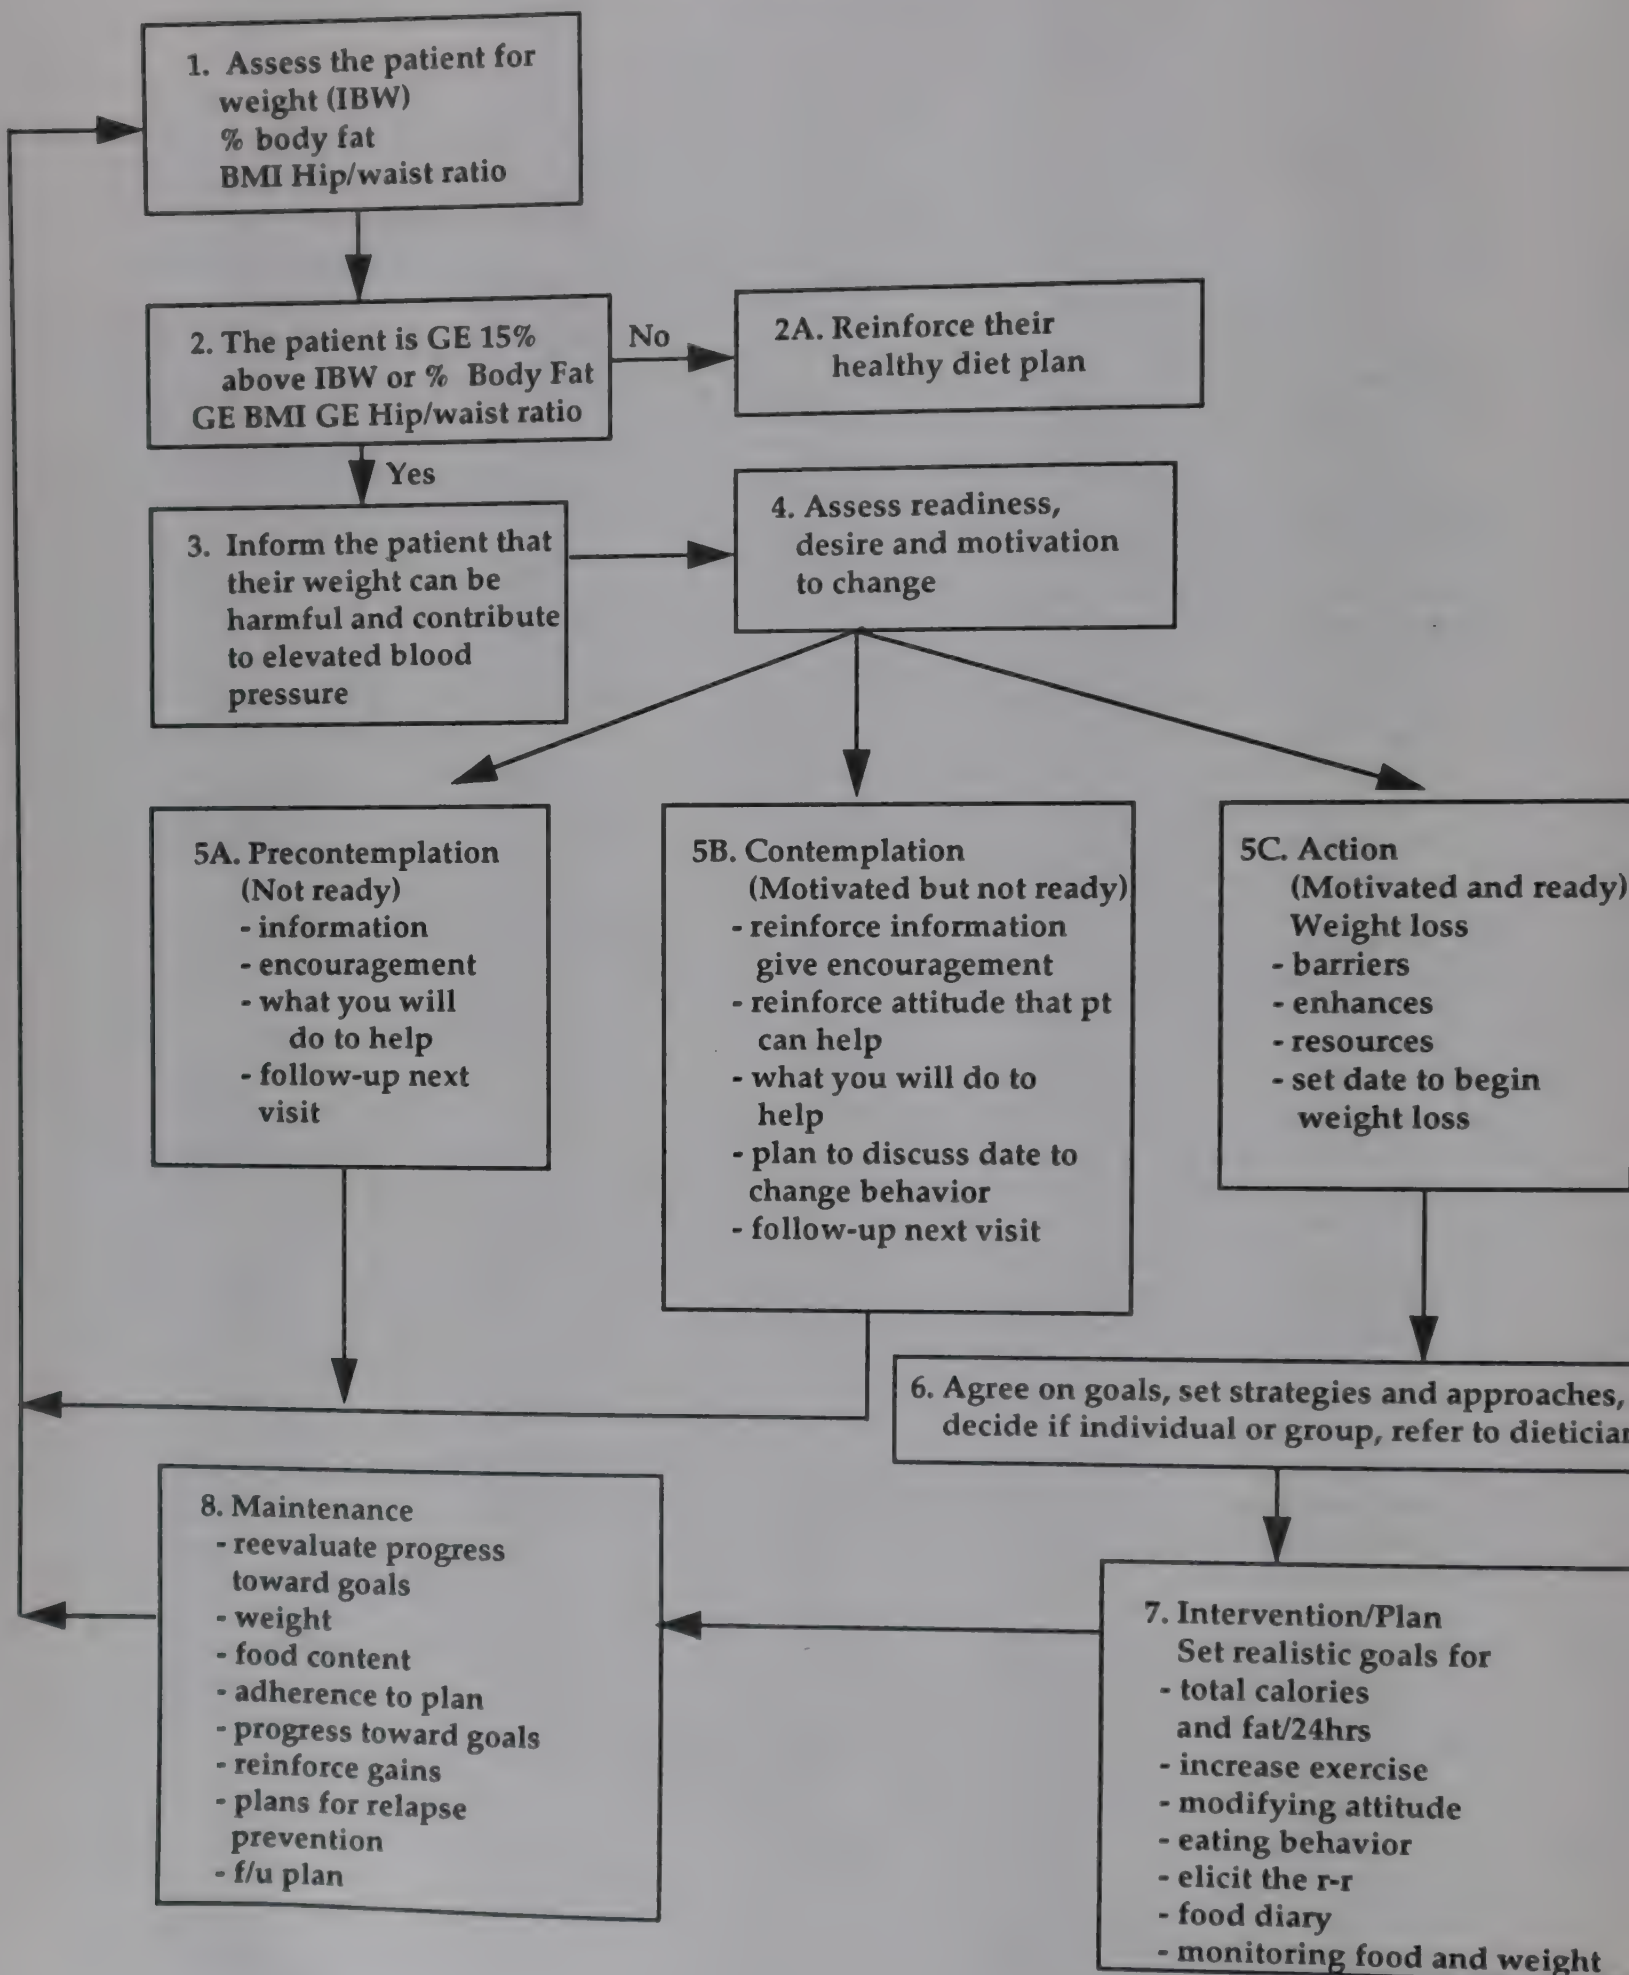 1. Assess the patient for
weight (IBW)
% body fat
BMI Hip/waist ratio
2. The patient is GE 15%
above IBW or % Body Fat
GE BMI GE Hip/waist ratio
No
2A. Reinforce their
healthy diet plan
Yes
3. Inform the patient that
their weight can be
harmful and contribute
to elevated blood
pressure
4. Assess readiness,
desire and motivation
to change
5A. Precontemplation
(Not ready)
- information
- encouragement
- what you will
do to help
- follow-up next
visit
5B. Contemplation
(Motivated but not ready)
- reinforce information
give encouragement
- reinforce attitude that pt
can help
- what you will do to
help
- plan to discuss date to
change behavior
- follow-up next visit
5C. Action
(Motivated and ready)
Weight loss
- barriers
- enhances
- resources
- set date to begin
weight loss
6. Agree on goals, set strategies and approaches,
decide if individual or group, refer to dietician
7. Intervention/Plan
Set realistic goals for
- total calories
and fat/24hrs
- increase exercise
- modifying attitude
- eating behavior
- elicit the r-r
- food diary
- monitoring food and weight
8. Maintenance
- reevaluate progress
toward goals
- weight
- food content
- adherence to plan
- progress toward goals
- reinforce gains
- plans for relapse
prevention
- f/u plan